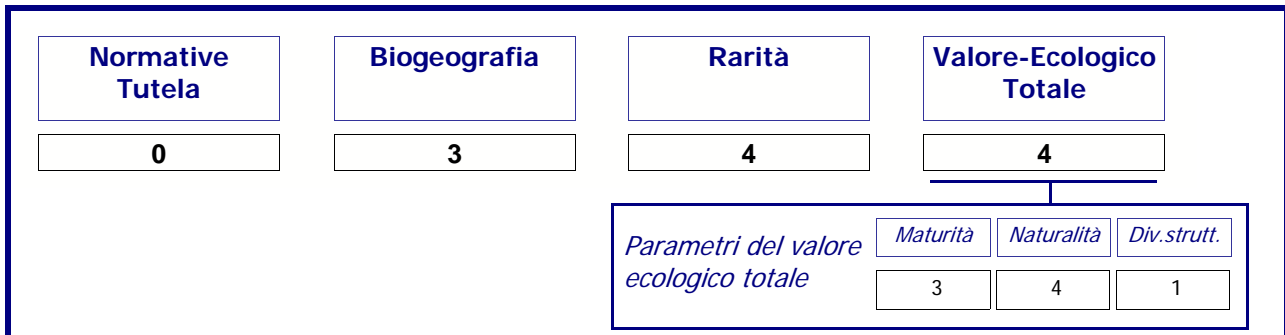 Normative
Tutela
Biogeografia
Rarità
Valore-Ecologico
Totale
0
3
4
4
Parametri del valore
ecologico totale
Maturità
Naturalità
Div.strutt.
3
4
1